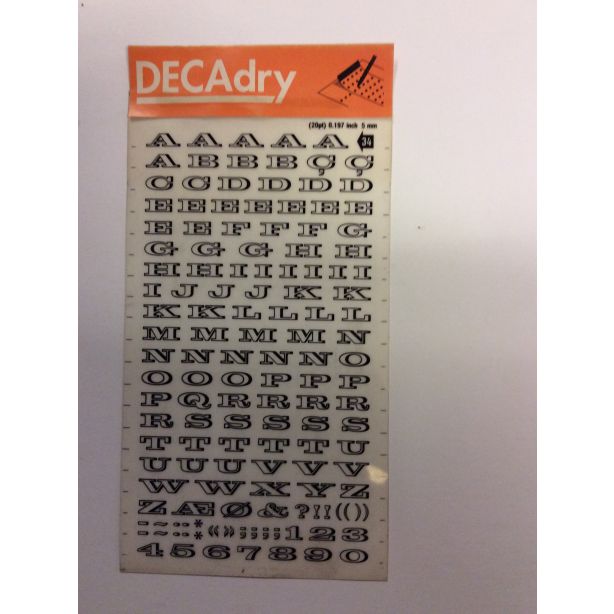 DECAdry
(20pt) 0.197 inch 5 mm
A A A A A 34
A B B B Ç Ç
C C D D D D
E E E E E E E
E E F F F G
G G G H H
H H I I I I I I
I J J J K K
K K L L L L
M M M M N
N N N N N O
O O O P P P
P Q R R R R
R S S S S S
T T T T T U
U U U V V V
W W X Y Z
Z Æ Ø & ? ! ! ( ( ) )
- ~ - : - : * « » ; ; ; ; 1 2 3
4 5 6 7 8 9 0